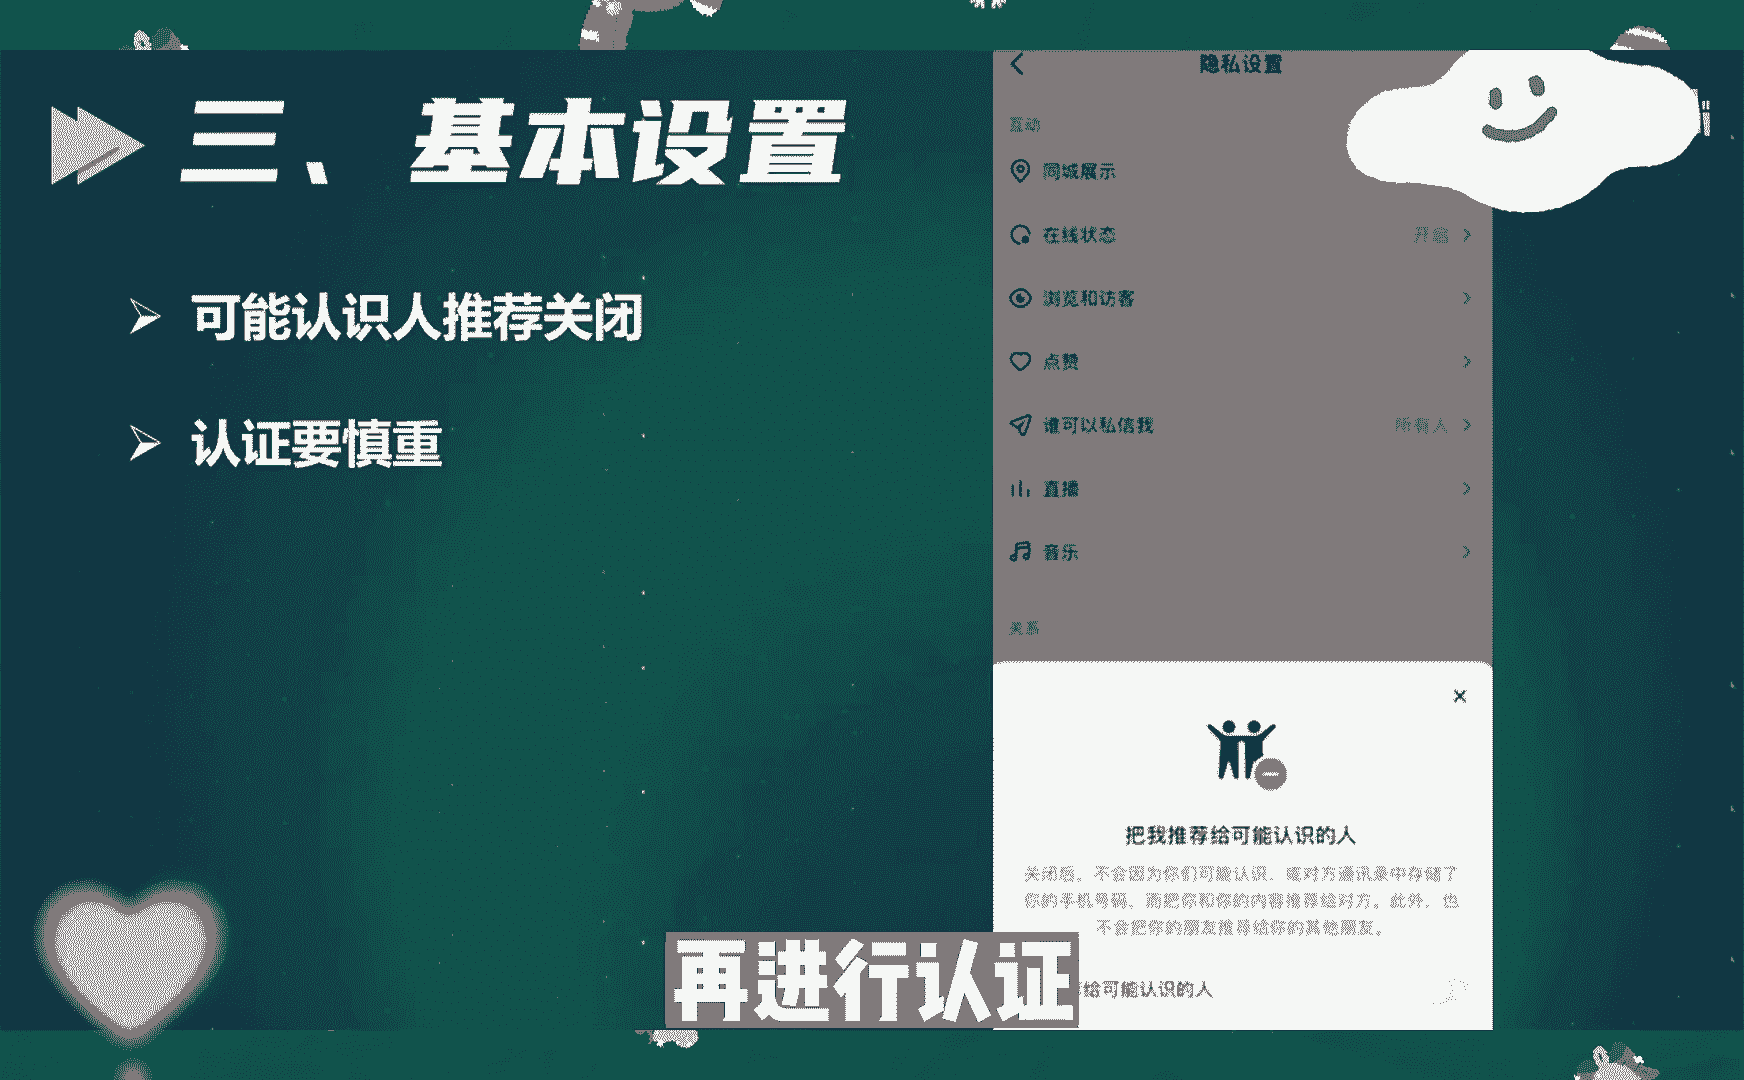 三、基本设置
可能认识人推荐关闭
认证要慎重
隐私设置
互动
同城展示
在线状态 开启
浏览和访客
点赞
谁可以私信我 所有人
直播
音乐
关系
把我推荐给可能认识的人
关闭后，不会因为你们可能认识、或对方通讯录中存储了
你的手机号码，而把你和你的内容推荐给对方。此外，也
不会把你的朋友推荐给你的其他朋友。
给可能认识的人
再进行认证